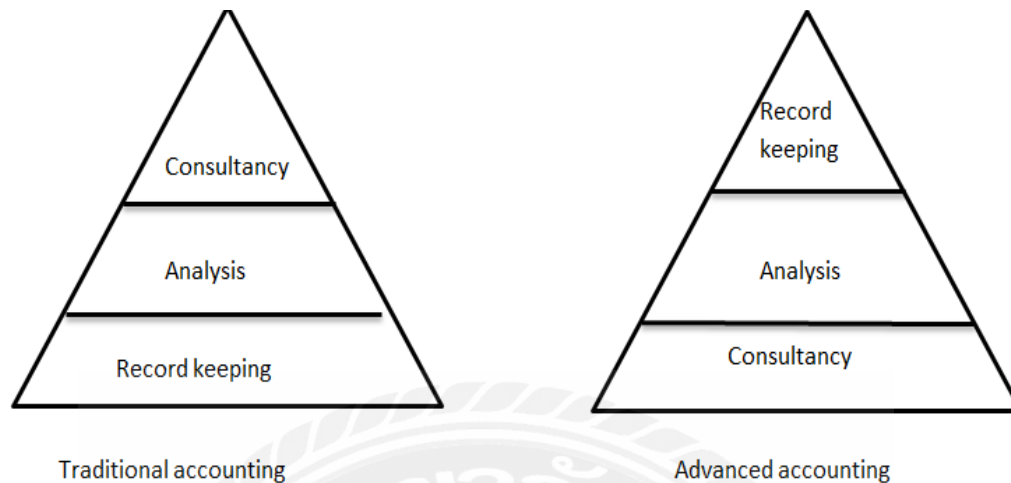 Consultancy
Analysis
Record keeping
Traditional accounting
Record
keeping
Analysis
Consultancy
Advanced accounting